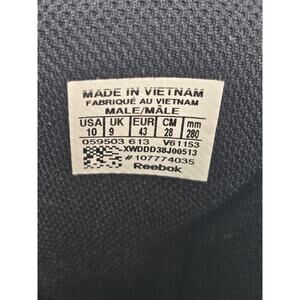 MADE IN VIETNAM
FABRIQUÉ AU VIETNAM
MALE/MÂLE
USA UK EUR CM mm
10 9 43 28 280
059503 613 V61153
XWDDD38J00513
#107774035
Reebok